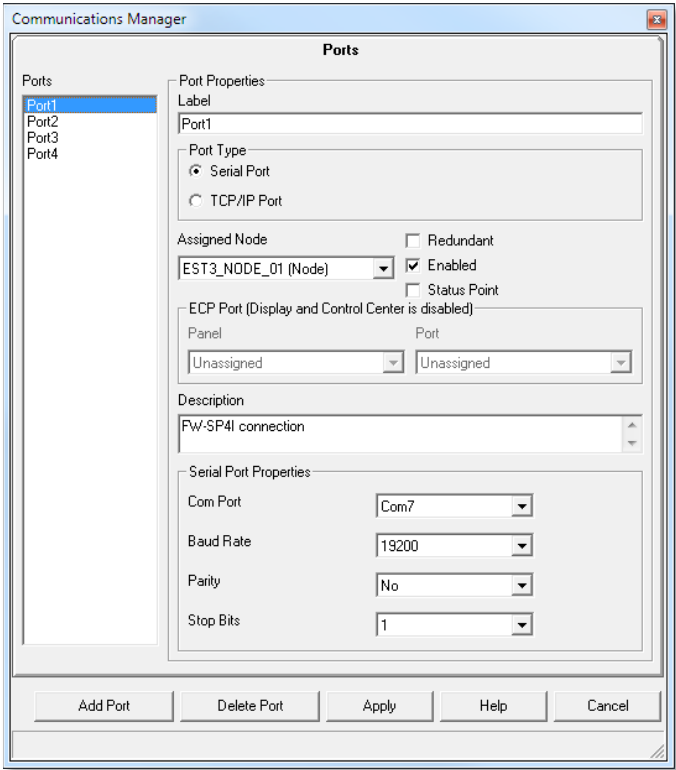 Communications Manager
Ports
Ports
Port1
Port2
Port3
Port4
Port Properties
Label
Port1
Port Type
Serial Port
TCP/IP Port
Assigned Node
EST3_NODE_01 (Node)
Redundant
Enabled
Status Point
ECP Port (Display and Control Center is disabled)
Panel
Port
Unassigned
Unassigned
Description
FW-SP4I connection
Serial Port Properties
Com Port
Com7
Baud Rate
19200
Parity
No
Stop Bits
1
Add Port
Delete Port
Apply
Help
Cancel